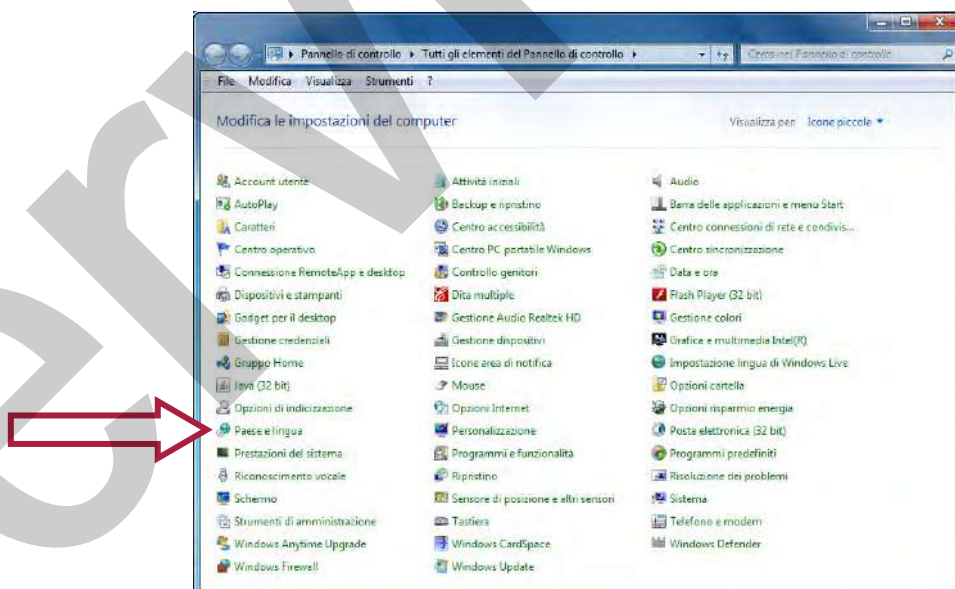 Pannello di controllo Tutti gli elementi del Pannello di controllo Cerca nel Pannello di controllo
File Modifica Visualizza Strumenti ?
Modifica le impostazioni del computer Visualizza per: Icone piccole
Account utente Attività iniziali Audio
AutoPlay Backup e ripristino Barra delle applicazioni e menu Start
Caratteri Centro accessibilità Centro connessioni di rete e condivis...
Centro operativo Centro PC portatile Windows Centro sincronizzazione
Connessione RemoteApp e desktop Controllo genitori Data e ora
Dispositivi e stampanti Dita multiple Flash Player (32 bit)
Gadget per il desktop Gestione Audio Realtek HD Gestione colori
Gestione credenziali Gestione dispositivi Grafica e multimedia Intel(R)
Gruppo Home Icone area di notifica Impostazione lingua di Windows Live
Java (32 bit) Mouse Opzioni cartella
Opzioni di indicizzazione Opzioni Internet Opzioni risparmio energia
Paese e lingua Personalizzazione Posta elettronica (32 bit)
Prestazioni del sistema Programmi e funzionalità Programmi predefiniti
Riconoscimento vocale Ripristino Risoluzione dei problemi
Schermo Sensore di posizione e altri sensori Sistema
Strumenti di amministrazione Tastiera Telefono e modem
Windows Anytime Upgrade Windows CardSpace Windows Defender
Windows Firewall Windows Update